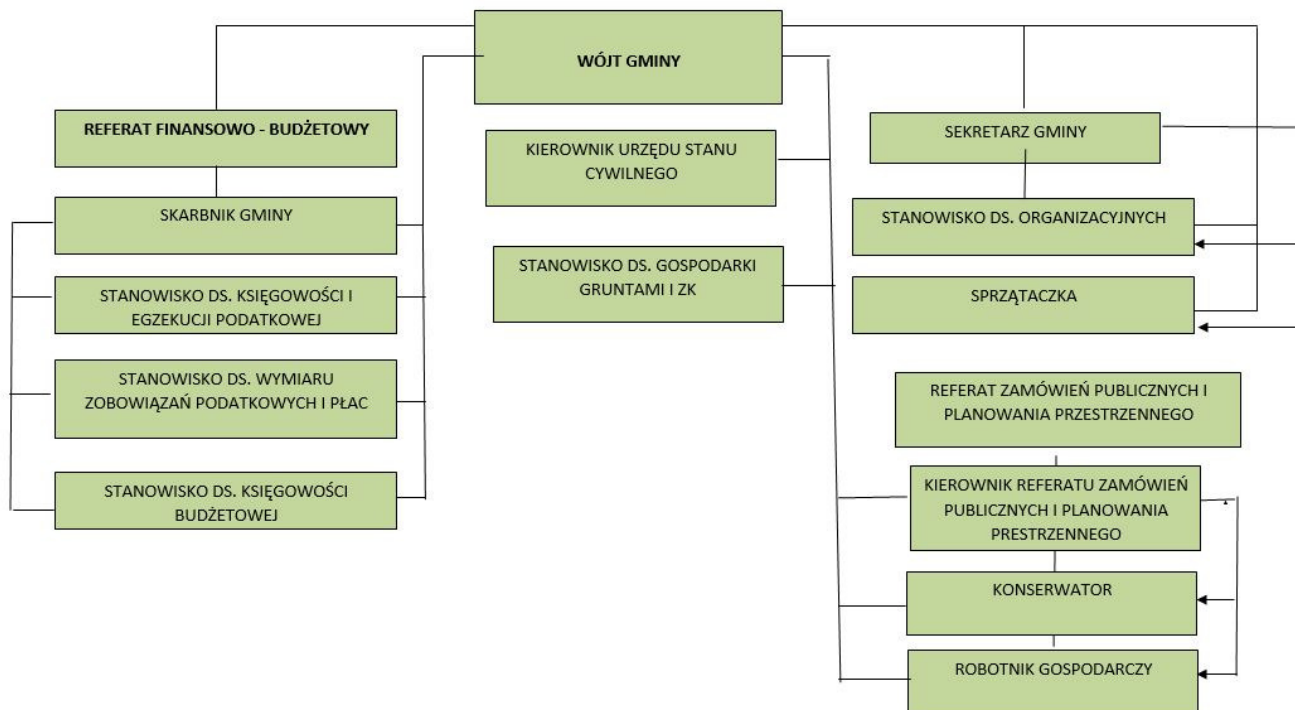 WÓJT GMINY
REFERAT FINANSOWO - BUDŻETOWY
SKARBNIK GMINY
STANOWISKO DS. KSIĘGOWOŚCI I
EGZEKUCJI PODATKOWEJ
STANOWISKO DS. WYMIARU
ZOBOWIĄZAŃ PODATKOWYCH I PŁAC
STANOWISKO DS. KSIĘGOWOŚCI
BUDŻETOWEJ
KIEROWNIK URZĘDU STANU
CYWILNEGO
STANOWISKO DS. GOSPODARKI
GRUNTAMI I ZK
SEKRETARZ GMINY
STANOWISKO DS. ORGANIZACYJNYCH
SPRZĄTACZKA
REFERAT ZAMÓWIEŃ PUBLICZNYCH I
PLANOWANIA PRZESTRZENNEGO
KIEROWNIK REFERATU ZAMÓWIEŃ
PUBLICZNYCH I PLANOWANIA
PRESTRZENNEGO
KONSERWATOR
ROBOTNIK GOSPODARCZY